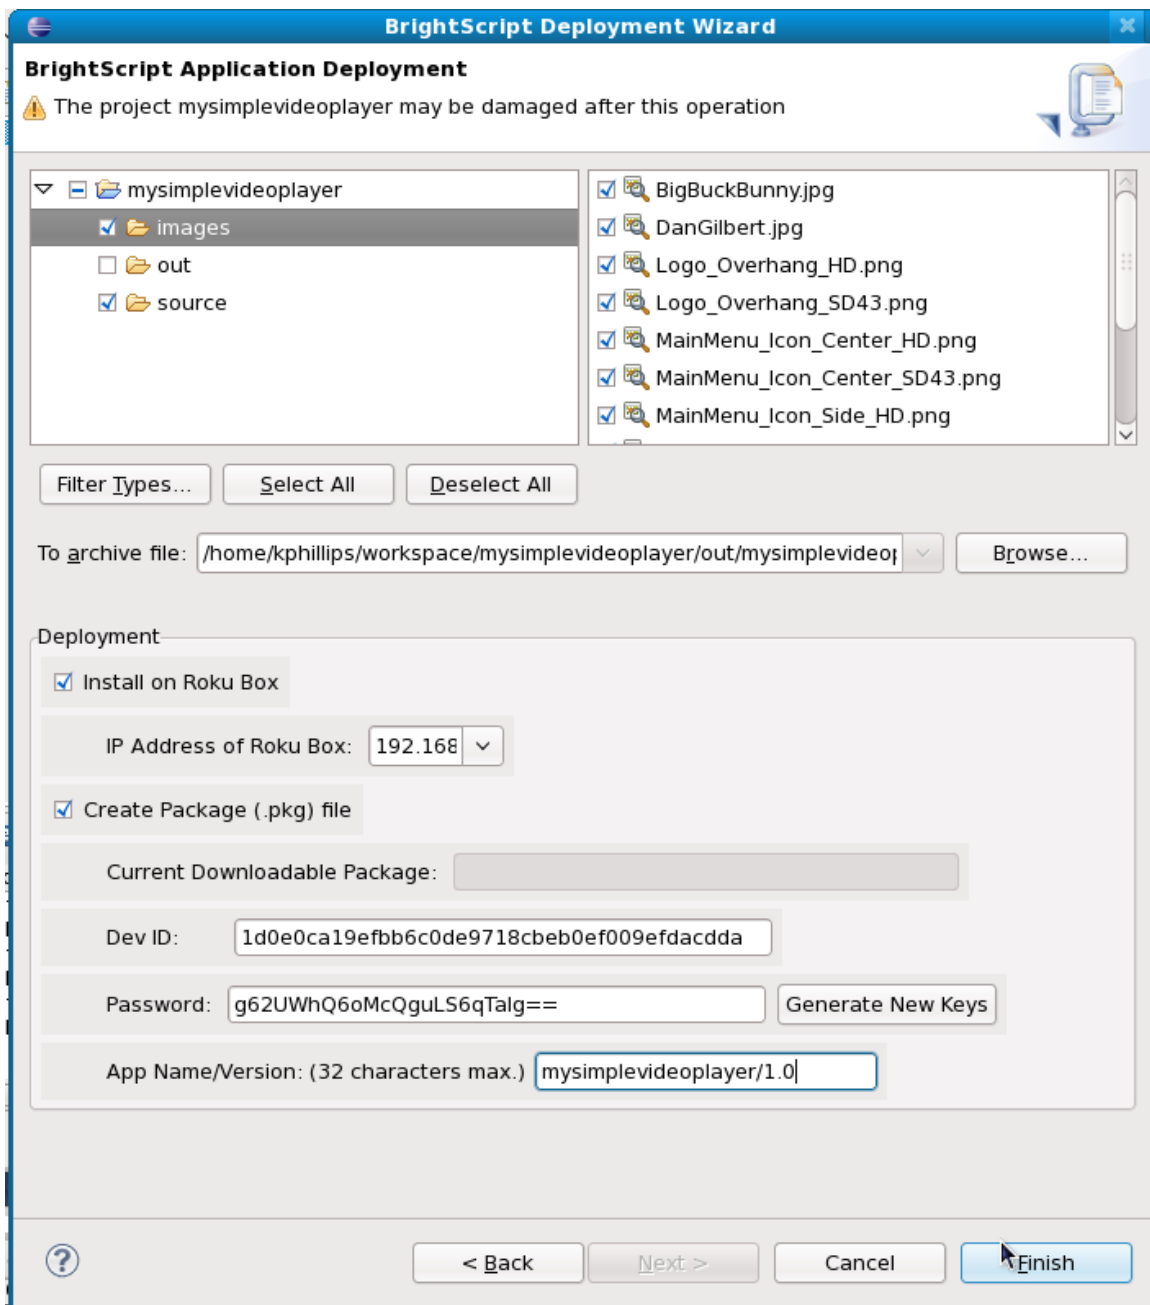 BrightScript Deployment Wizard
BrightScript Application Deployment
The project mysimplevideoplayer may be damaged after this operation
mysimplevideoplayer
images
out
source
BigBuckBunny.jpg
DanGilbert.jpg
Logo_Overhang_HD.png
Logo_Overhang_SD43.png
MainMenu_Icon_Center_HD.png
MainMenu_Icon_Center_SD43.png
MainMenu_Icon_Side_HD.png
Filter Types... Select All Deselect All
To archive file: /home/kphillips/workspace/mysimplevideoplayer/out/mysimplevideop Browse...
Deployment
Install on Roku Box
IP Address of Roku Box: 192.168
Create Package (.pkg) file
Current Downloadable Package:
Dev ID: 1d0e0ca19efbb6c0de9718cbeb0ef009efdacdda
Password: g62UWhQ6oMcQguLS6qTalg== Generate New Keys
App Name/Version: (32 characters max.) mysimplevideoplayer/1.0
? < Back Next > Cancel Finish